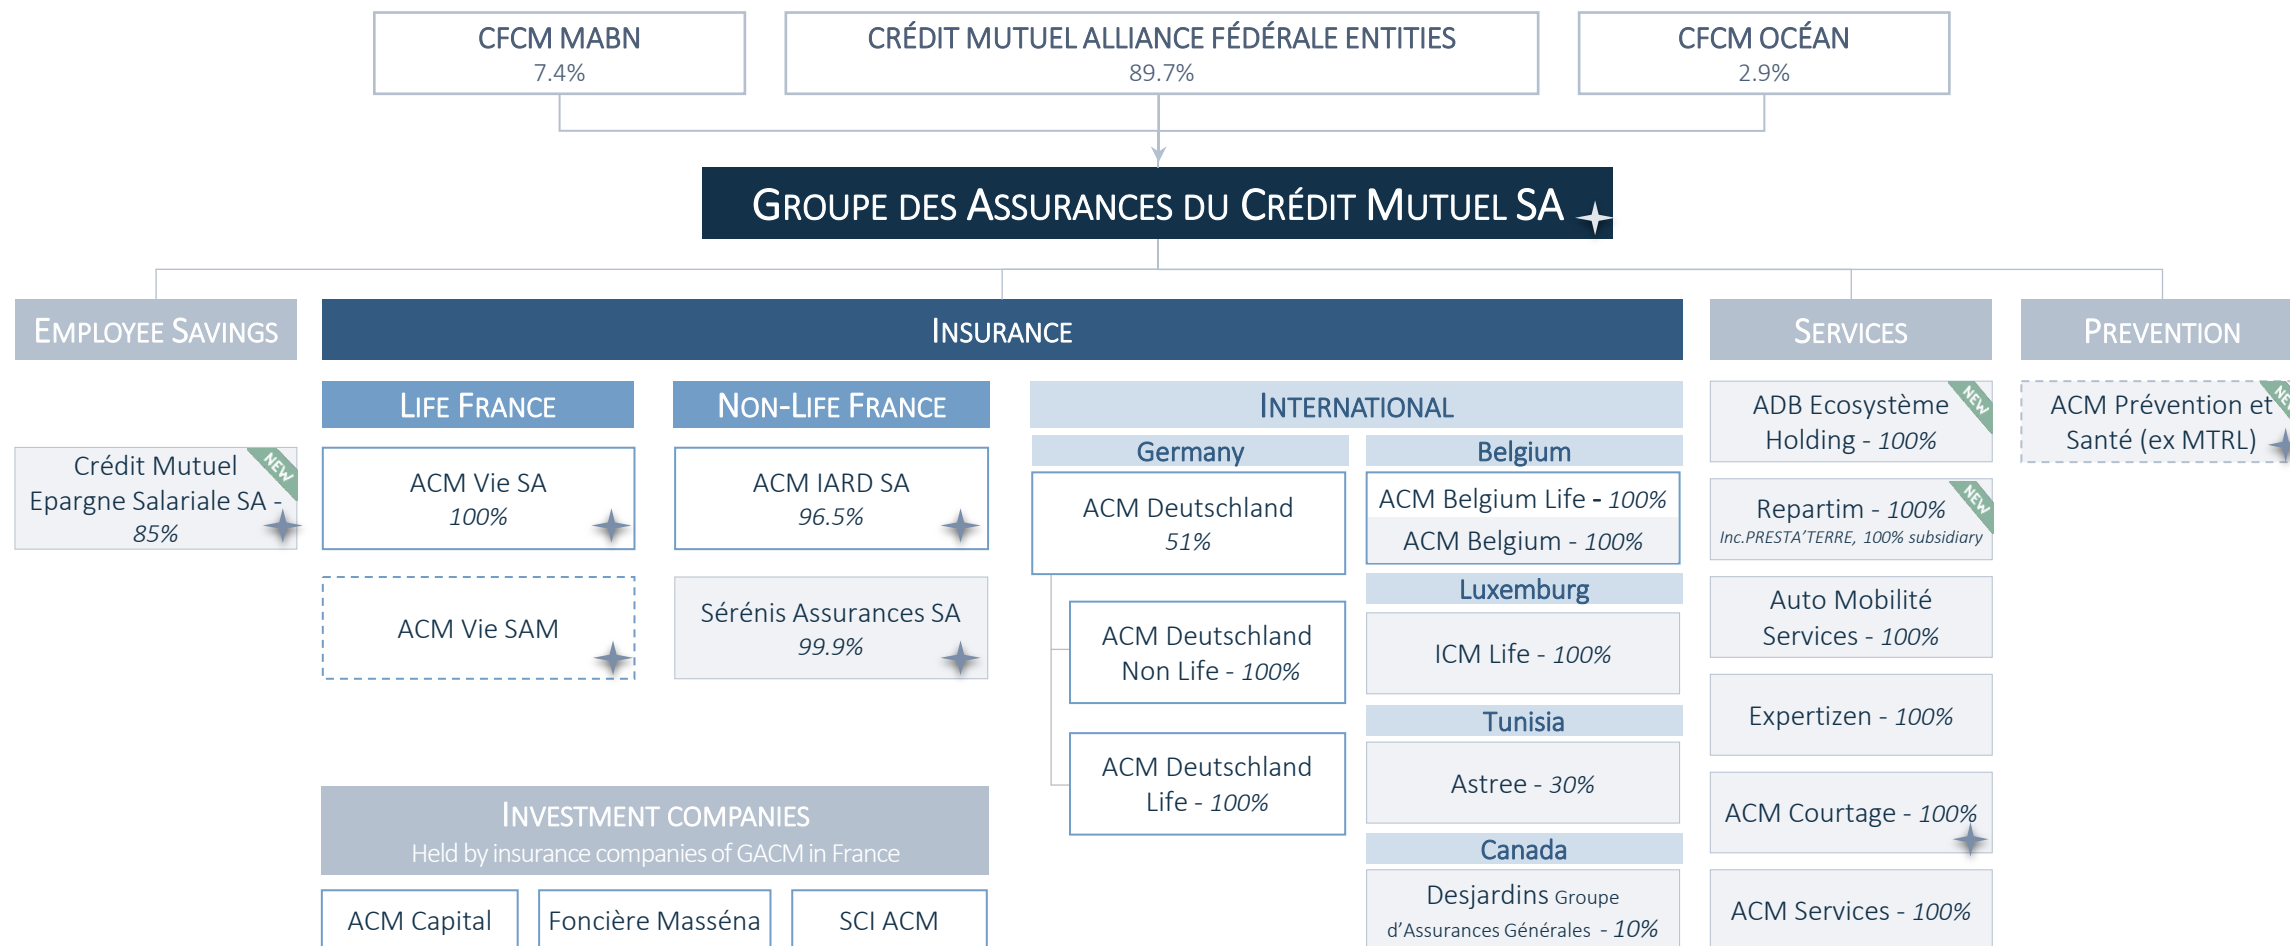 CFCM MABN
7.4%
CRÉDIT MUTUEL ALLIANCE FÉDÉRALE ENTITIES
89.7%
CFCM OCÉAN
2.9%
GROUPE DES ASSURANCES DU CRÉDIT MUTUEL SA
EMPLOYEE SAVINGS
INSURANCE
SERVICES
PREVENTION
Crédit Mutuel
Epargne Salariale SA -
85%
NEW
LIFE FRANCE
ACM Vie SA
100%
ACM Vie SAM
NON-LIFE FRANCE
ACM IARD SA
96.5%
Sérénis Assurances SA
99.9%
INVESTMENT COMPANIES
Held by insurance companies of GACM in France
ACM Capital
Foncière Masséna
SCI ACM
INTERNATIONAL
Germany
ACM Deutschland
51%
ACM Deutschland
Non Life - 100%
ACM Deutschland
Life - 100%
Belgium
ACM Belgium Life - 100%
ACM Belgium - 100%
Luxemburg
ICM Life - 100%
Tunisia
Astree - 30%
Canada
Desjardins Groupe
d'Assurances Générales - 10%
ADB Ecosystème
Holding - 100%
NEW
Repartim - 100%
Inc.PRESTA'TERRE, 100% subsidiary
NEW
Auto Mobilité
Services - 100%
Expertizen - 100%
ACM Courtage - 100%
ACM Services - 100%
ACM Prévention et
Santé (ex MTRL)
NEW